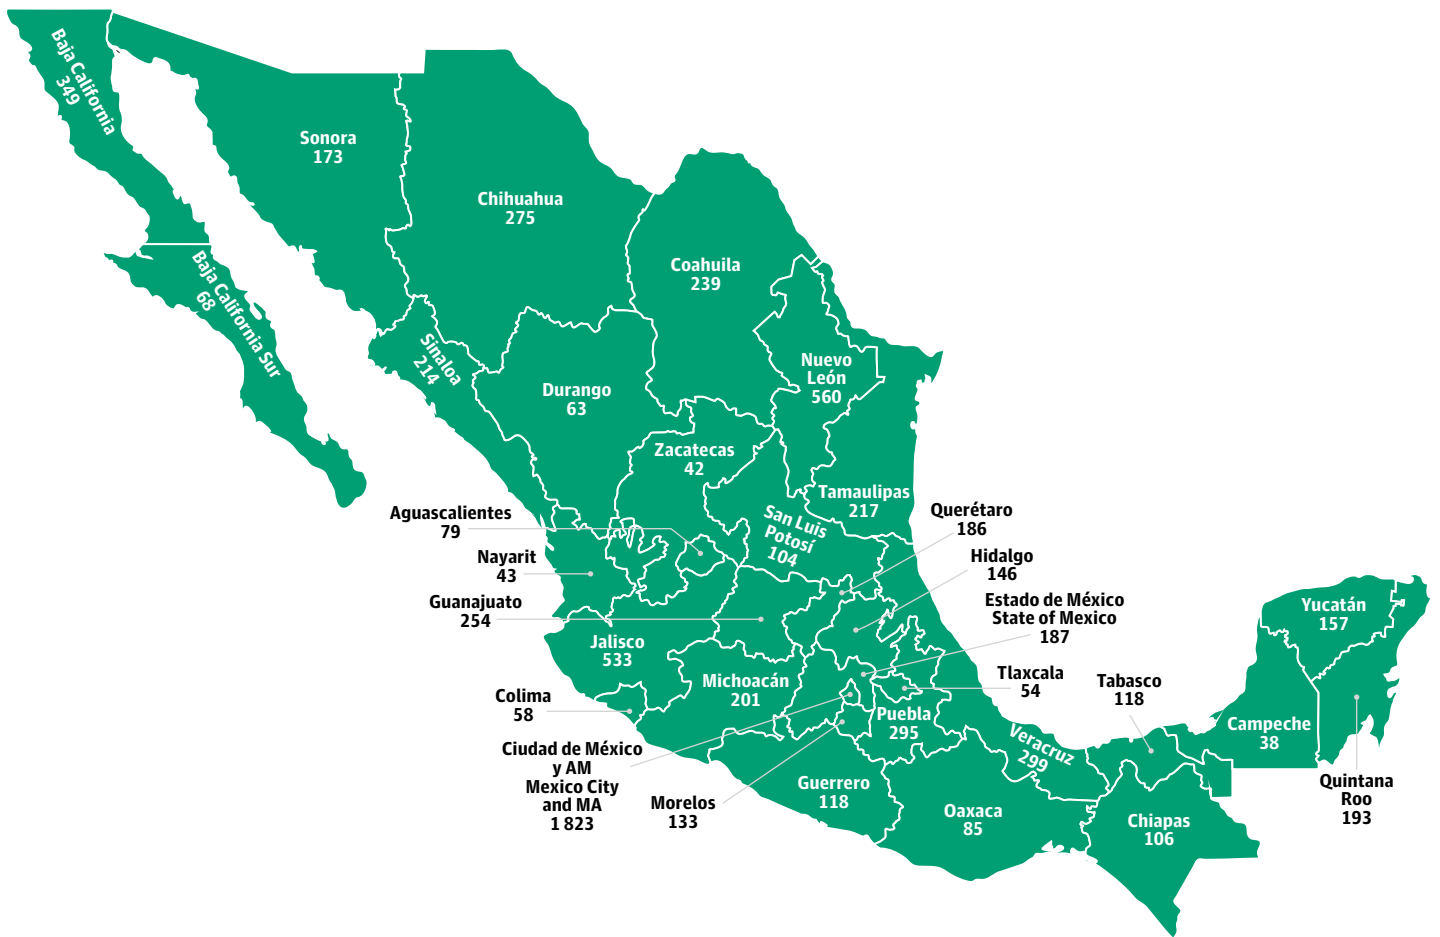 Baja California
349
Sonora
173
Chihuahua
275
Coahuila
239
Baja California Sur
68
Sinaloa
214
Durango
63
Nuevo
León
560
Zacatecas
42
Tamaulipas
217
San Luis
Potosí
104
Aguascalientes
79
Nayarit
43
Guanajuato
254
Querétaro
186
Hidalgo
146
Estado de México
State of Mexico
187
Jalisco
533
Michoacán
201
Colima
58
Tlaxcala
54
Puebla
295
Veracruz
299
Tabasco
118
Yucatán
157
Campeche
38
Quintana
Roo
193
Ciudad de México
y AM
Mexico City
and MA
1 823
Morelos
133
Guerrero
118
Oaxaca
85
Chiapas
106